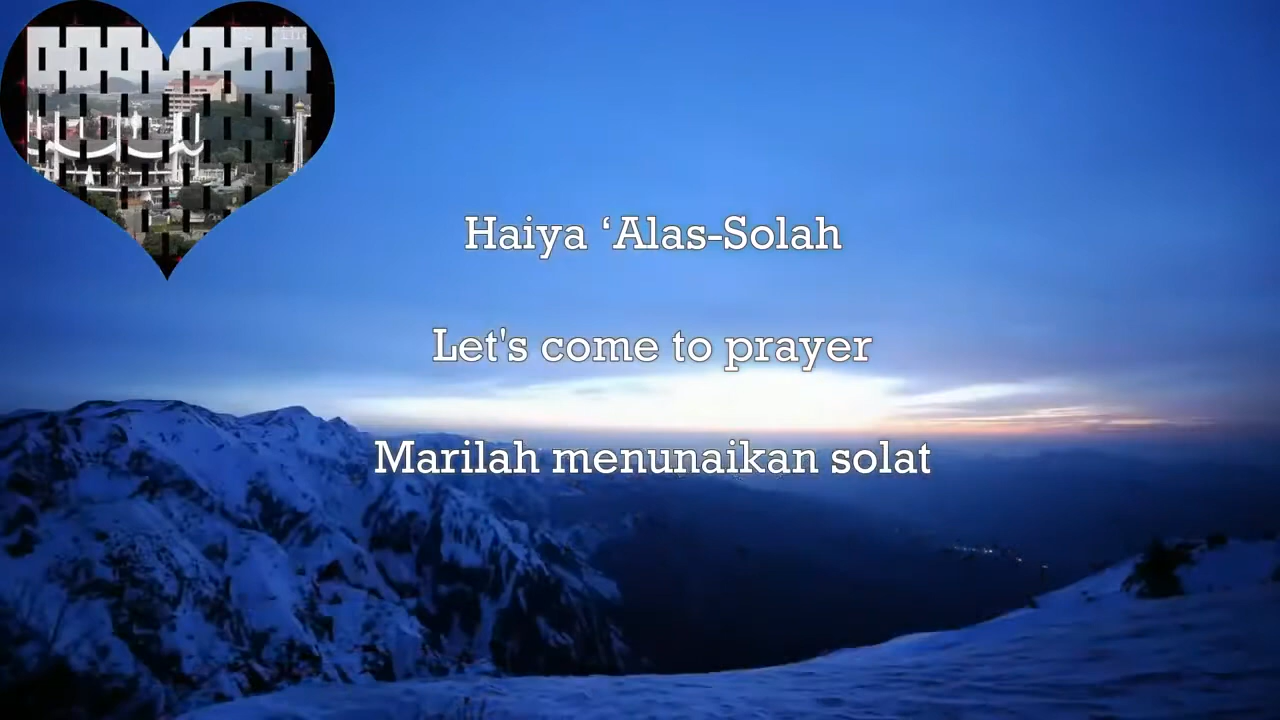 Haiya ‘Alas-Solah
Let's come to prayer
Marilah menunaikan solat